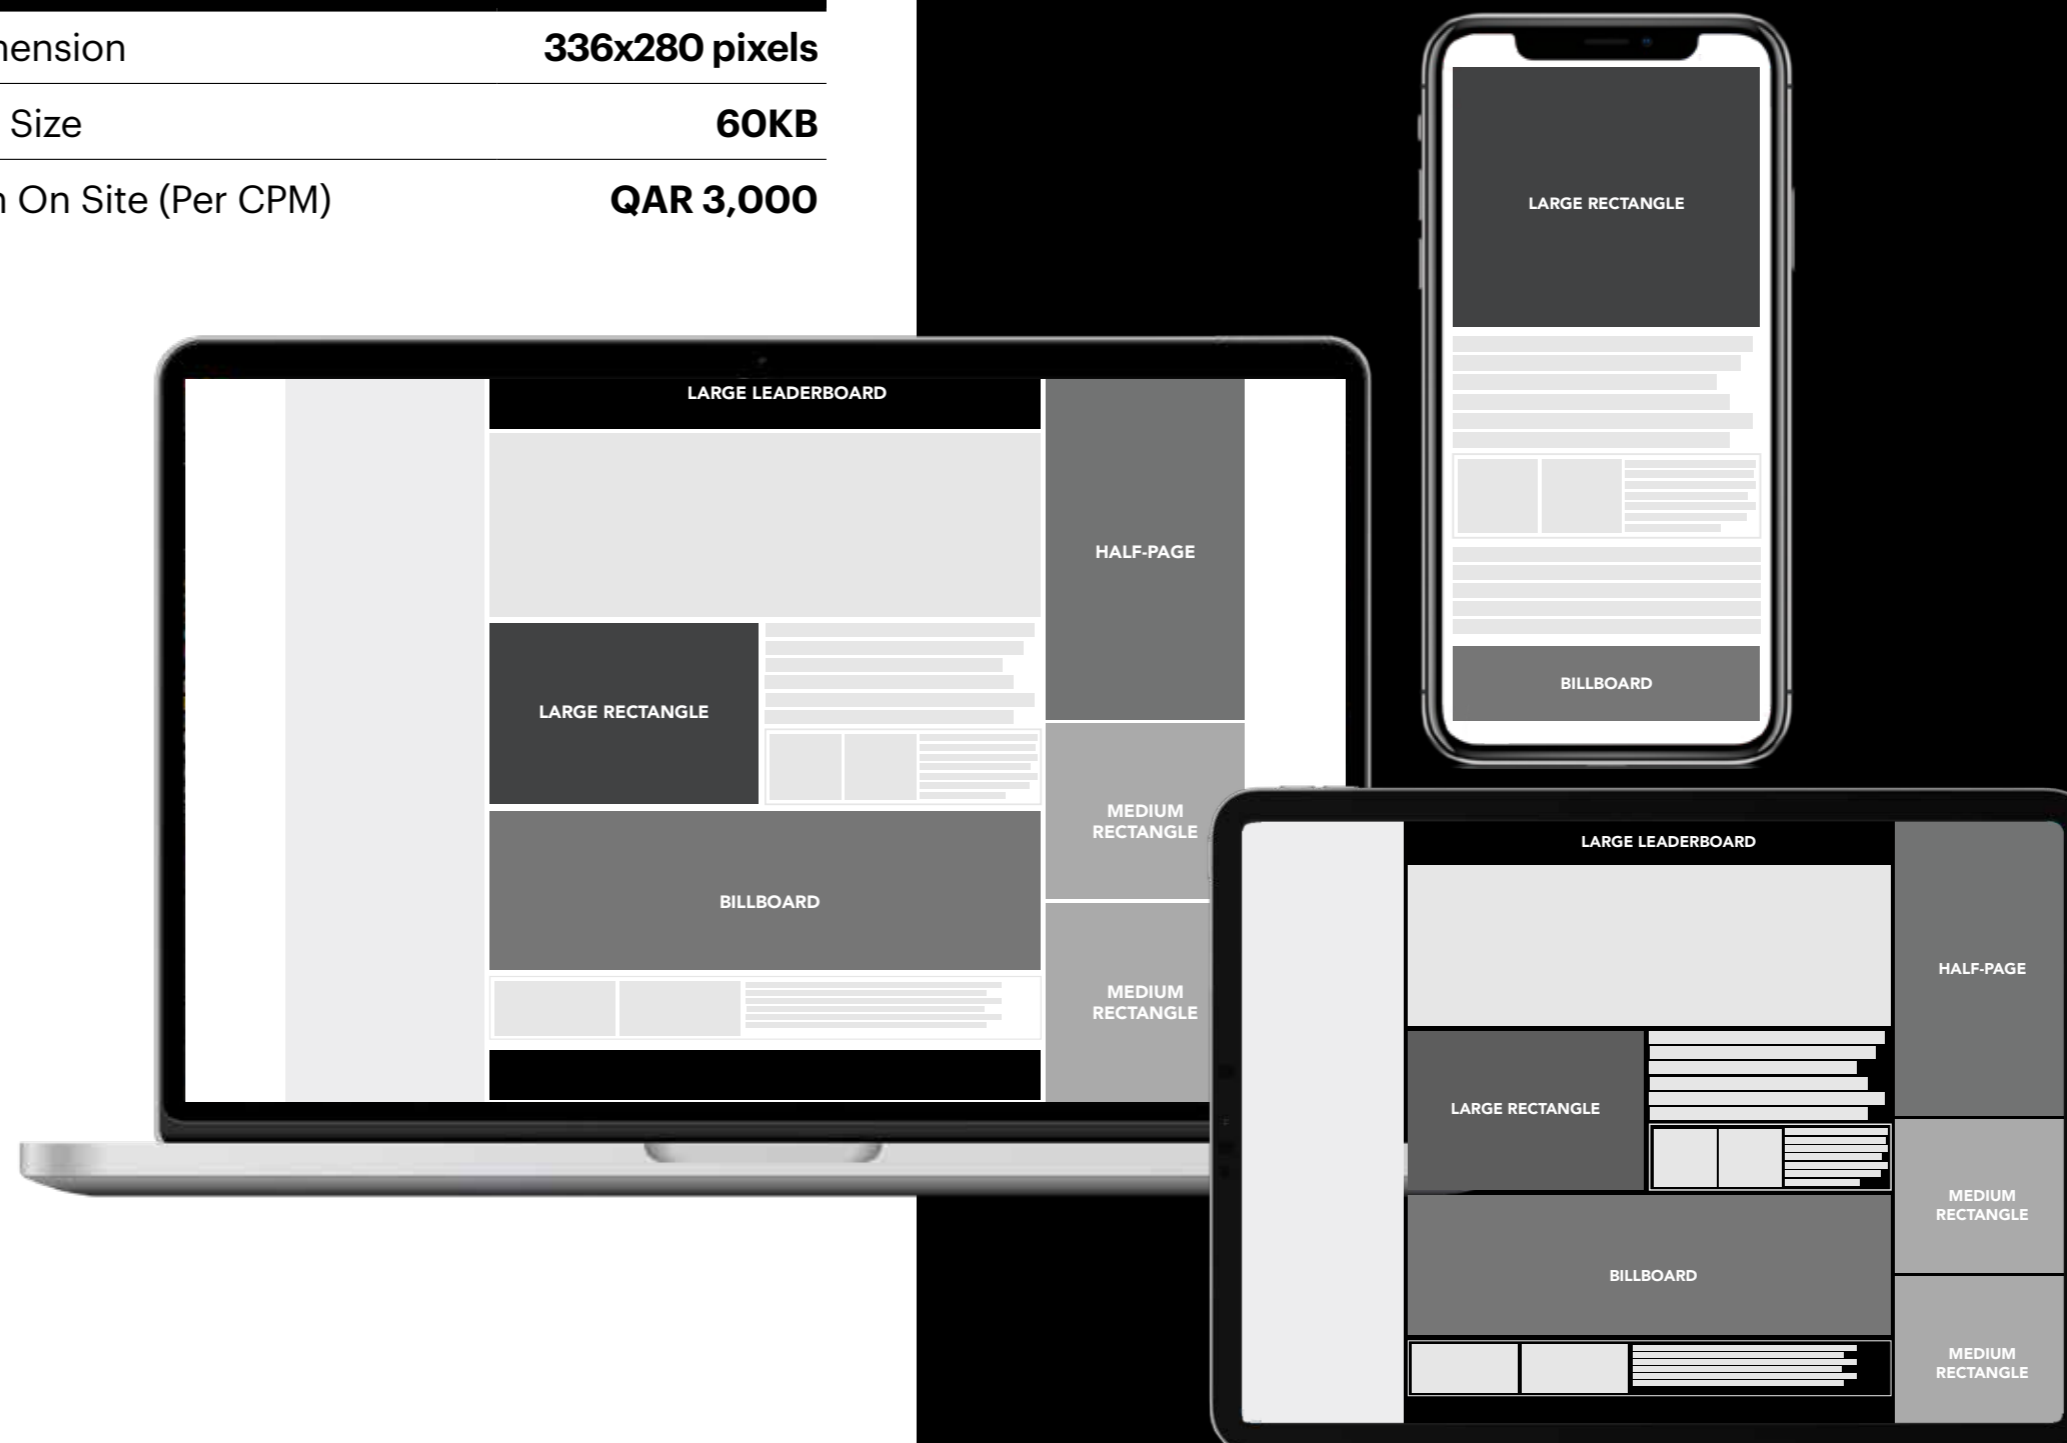 336x280 pixels
Size 60KB
On Site (Per CPM) QAR 3,000
LARGE RECTANGLE
BILLBOARD
LARGE LEADERBOARD
HALF-PAGE
LARGE RECTANGLE
MEDIUM
RECTANGLE
BILLBOARD
MEDIUM
RECTANGLE
LARGE LEADERBOARD
HALF-PAGE
LARGE RECTANGLE
MEDIUM
RECTANGLE
BILLBOARD
MEDIUM
RECTANGLE